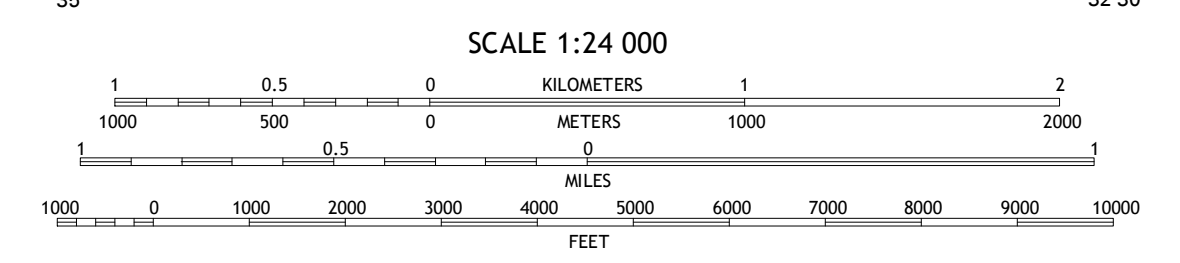 35 32'30"
SCALE 1:24 000
1 0.5 0 KILOMETERS 1 2
1000 500 0 METERS 1000 2000
1 0.5 0 1
MILES
1000 0 1000 2000 3000 4000 5000 6000 7000 8000 9000 10000
FEET